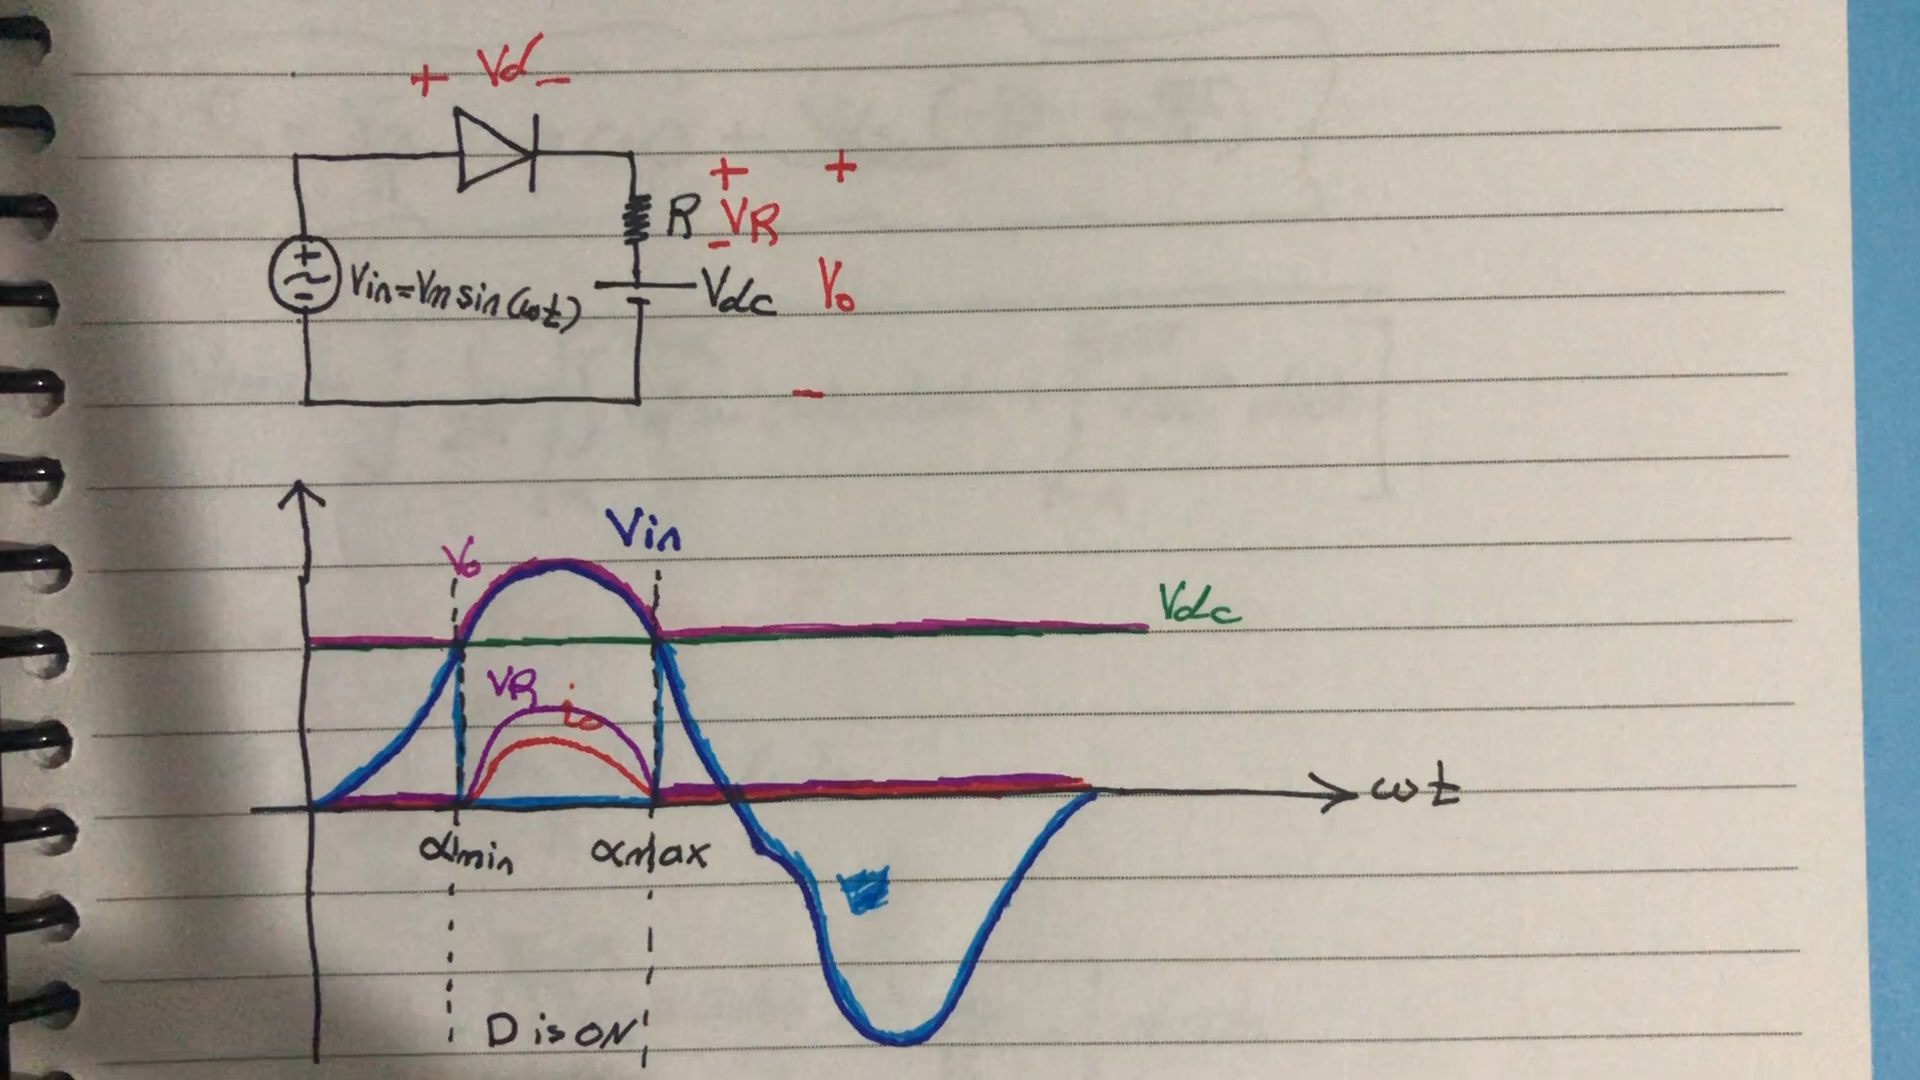 + Vd -
+ +
R VR
-
Vin=Vm sin(ωt) Vdc Vo
-
Vin
Vo
Vdc
VR io
ωt
αmin αmax
D is ON